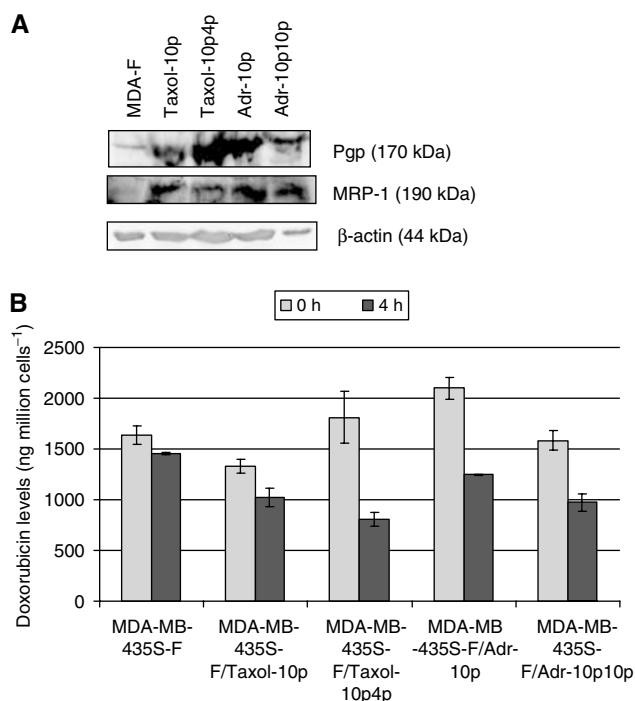 A
MDA-F
Taxol-10p
Taxol-10p4p
Adr-10p
Adr-10p10p
Pgp (170 kDa)
MRP-1 (190 kDa)
β-actin (44 kDa)
B
0 h
4 h
Doxorubicin levels (ng million cells⁻¹)
2500
2000
1500
1000
500
0
MDA-MB-
435S-F
MDA-MB-
435S-
F/Taxol-10p
MDA-MB-
435S-
F/Taxol-
10p4p
MDA-MB
-435S-F/Adr-
10p
MDA-MB-
435S-
F/Adr-10p10p